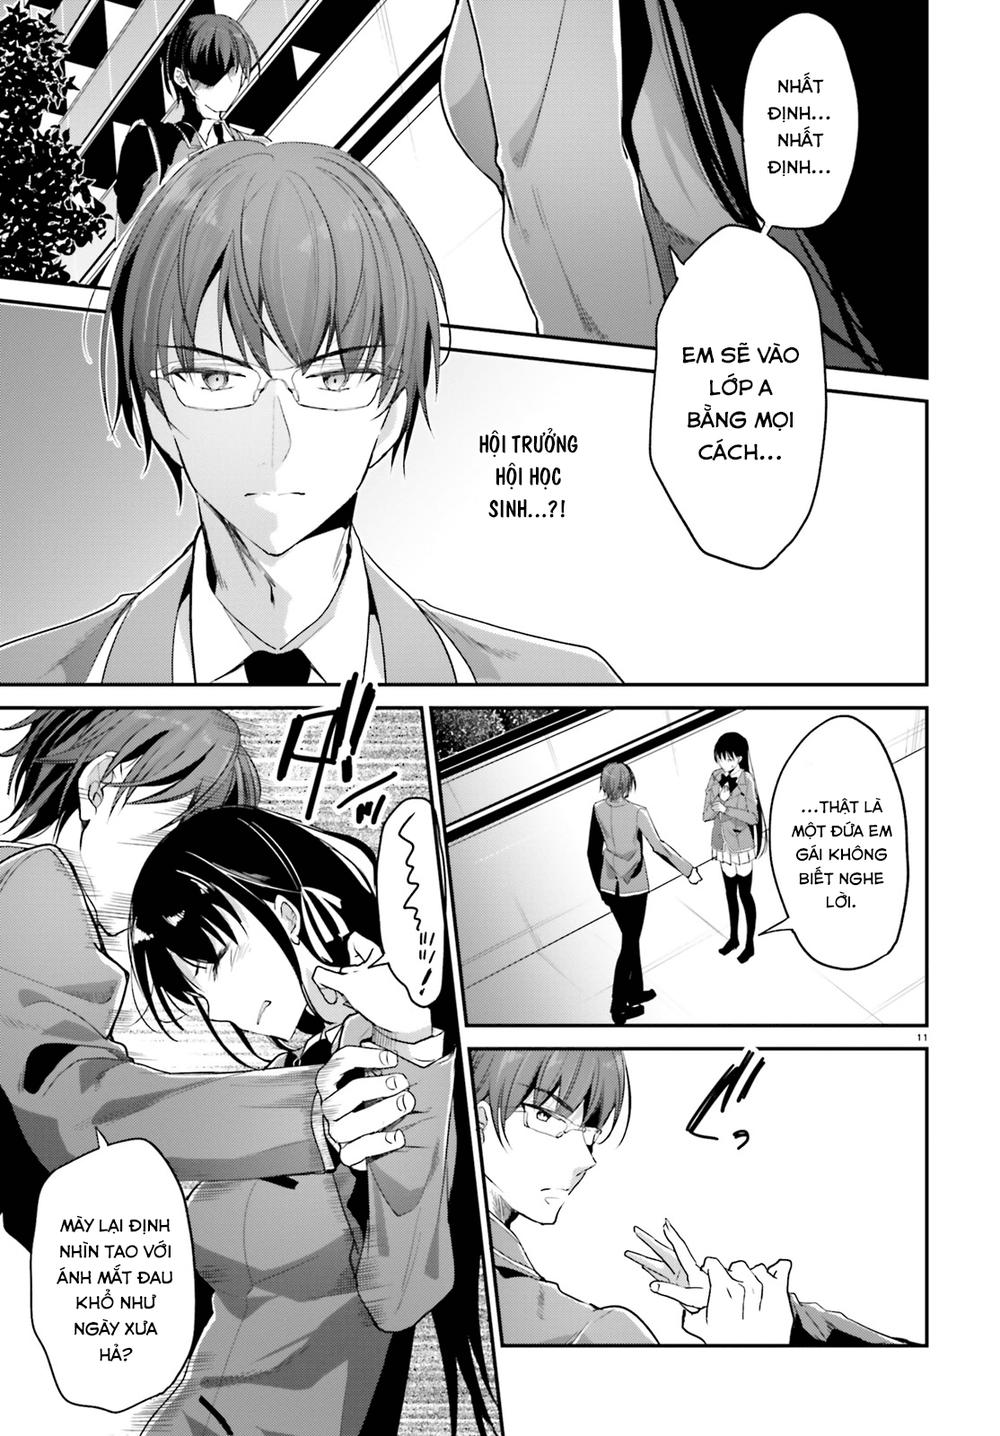 NHẤT
ĐỊNH...
NHẤT
ĐỊNH...
EM SẼ VÀO
LỚP A
BẰNG MỌI
CÁCH...
HỘI TRƯỞNG
HỘI HỌC
SINH...?!
...THẬT LÀ
MỘT ĐỨA EM
GÁI KHÔNG
BIẾT NGHE
LỜI.
11
MÀY LẠI ĐỊNH
NHÌN TAO VỚI
ÁNH MẮT ĐAU
KHỔ NHƯ
NGÀY XƯA
HẢ?